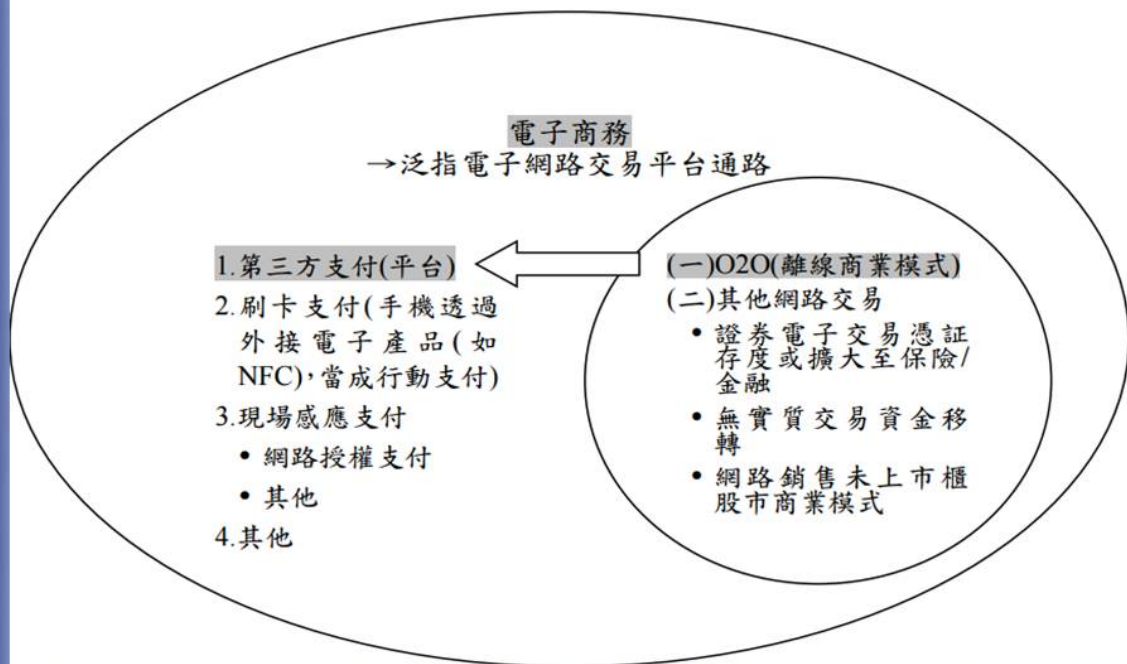 電子商務
→泛指電子網路交易平台通路
1.第三方支付(平台)
2.刷卡支付(手機透過
外接電子產品(如
NFC),當成行動支付)
3.現場感應支付
• 網路授權支付
• 其他
4.其他
(一)O2O(離線商業模式)
(二)其他網路交易
• 證券電子交易憑証
存度或擴大至保險/
金融
• 無實質交易資金移
轉
• 網路銷售未上市櫃
股市商業模式